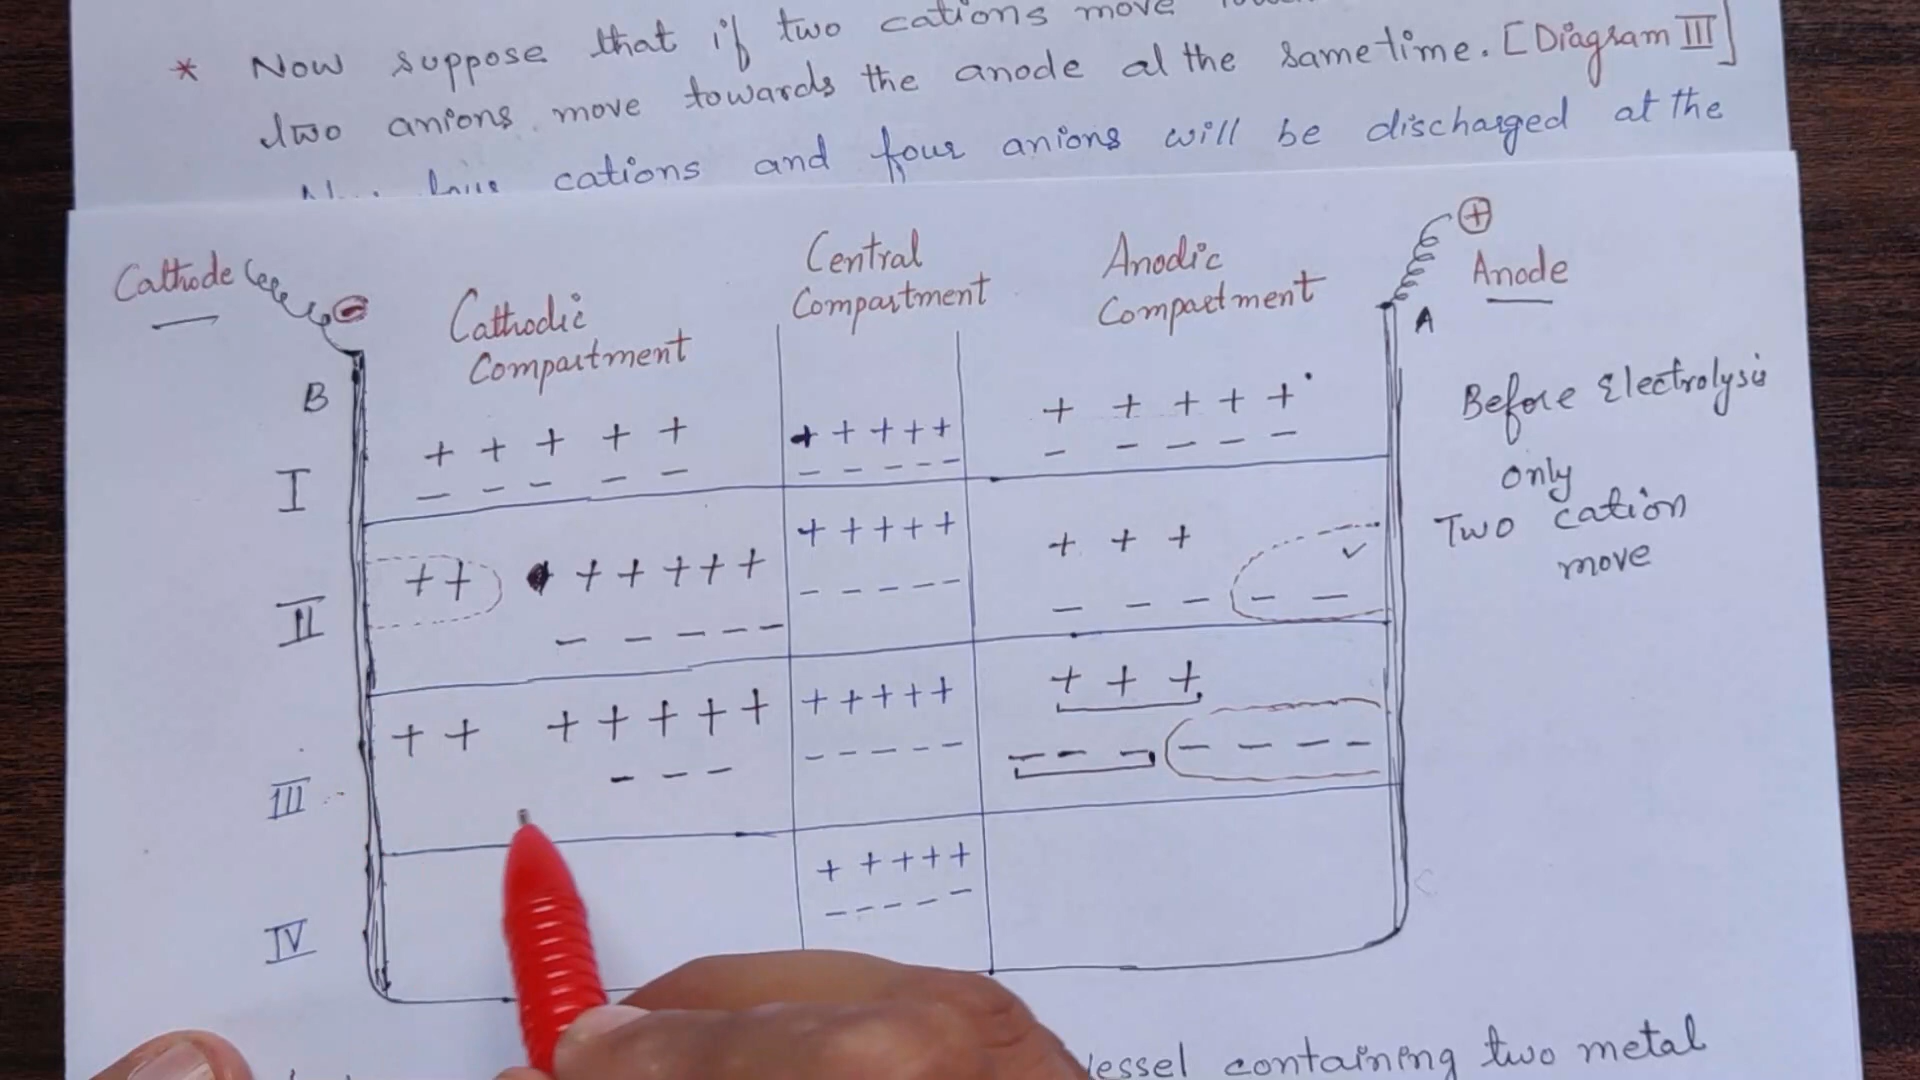 * Now suppose that if two cations move
two anions move towards the anode at the same time. [Diagram III]
cations and four anions will be discharged at the
Cathode
-
Cathodic
Compartment
Central
Compartment
Anodic
Compartment
+
Anode
A
B
Before Electrolysis
I
+ + + + +
- - - - -
+ + + + +
- - - - -
+ + + + +
- - - - -
only
Two cation
move
II
+ + + + + + +
- - - - -
+ + + + +
- - - - -
+ + +
- - - - -
III
+ + + + + + +
- - -
+ + + + +
- - - - -
+ + +
- - - - - - -
IV
+ + + + +
- - - - -
containing two metal